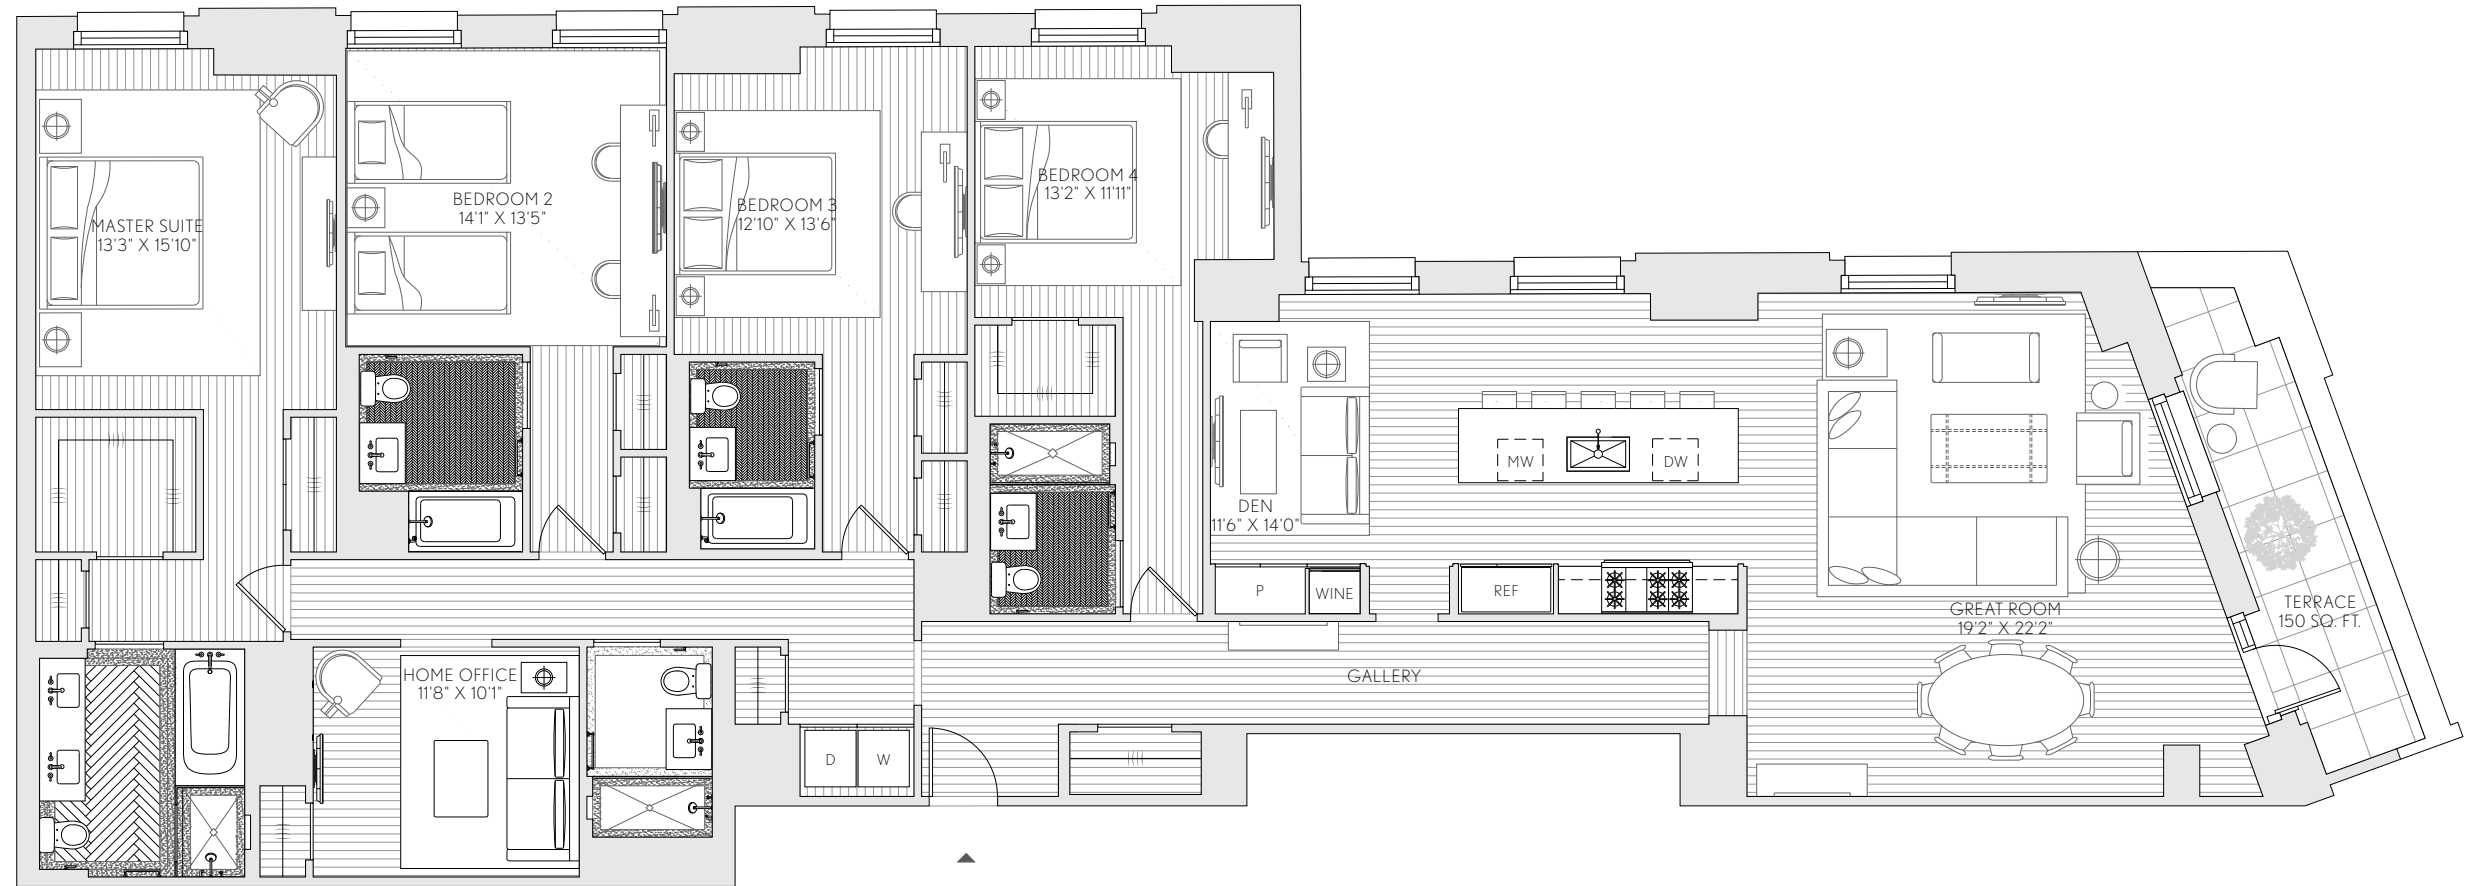 MASTER SUITE
13'3" X 15'10"
BEDROOM 2
14'1" X 13'5"
BEDROOM 3
12'10" X 13'6"
BEDROOM 4
13'2" X 11'11"
DEN
11'6" X 14'0"
MW
DW
P
WINE
REF
GREAT ROOM
19'2" X 22'2"
TERRACE
150 SQ. FT.
HOME OFFICE
11'8" X 10'1"
GALLERY
D
W